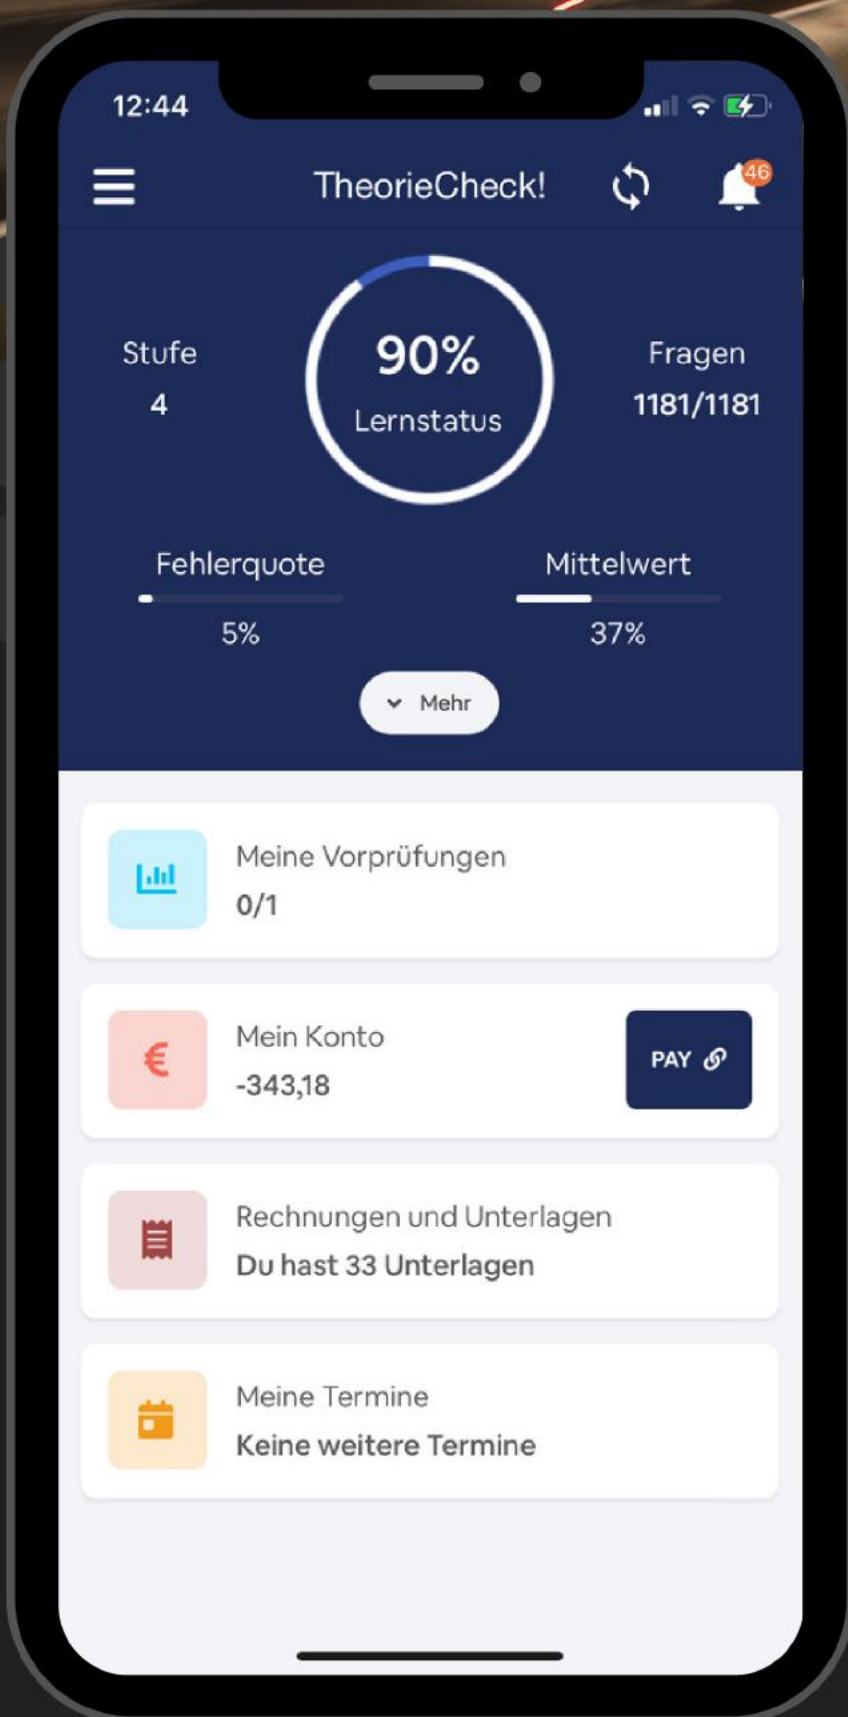 12:44
TheorieCheck!
46
Stufe
4
90%
Lernstatus
Fragen
1181/1181
Fehlerquote
5%
Mittelwert
37%
Mehr
Meine Vorprüfungen
0/1
€
Mein Konto
-343,18
PAY
Rechnungen und Unterlagen
Du hast 33 Unterlagen
Meine Termine
Keine weitere Termine